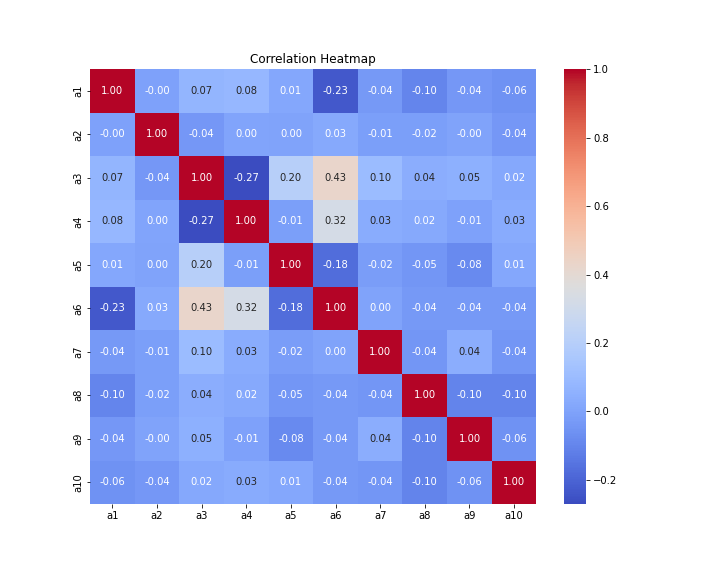 Correlation Heatmap
a1 1.00 -0.00 0.07 0.08 0.01 -0.23 -0.04 -0.10 -0.04 -0.06
a2 -0.00 1.00 -0.04 0.00 0.00 0.03 -0.01 -0.02 -0.00 -0.04
a3 0.07 -0.04 1.00 -0.27 0.20 0.43 0.10 0.04 0.05 0.02
a4 0.08 0.00 -0.27 1.00 -0.01 0.32 0.03 0.02 -0.01 0.03
a5 0.01 0.00 0.20 -0.01 1.00 -0.18 -0.02 -0.05 -0.08 0.01
a6 -0.23 0.03 0.43 0.32 -0.18 1.00 0.00 -0.04 -0.04 -0.04
a7 -0.04 -0.01 0.10 0.03 -0.02 0.00 1.00 -0.04 0.04 -0.04
a8 -0.10 -0.02 0.04 0.02 -0.05 -0.04 -0.04 1.00 -0.10 -0.10
a9 -0.04 -0.00 0.05 -0.01 -0.08 -0.04 0.04 -0.10 1.00 -0.06
a10 -0.06 -0.04 0.02 0.03 0.01 -0.04 -0.04 -0.10 -0.06 1.00
a1 a2 a3 a4 a5 a6 a7 a8 a9 a10
1.0
0.8
0.6
0.4
0.2
0.0
−0.2